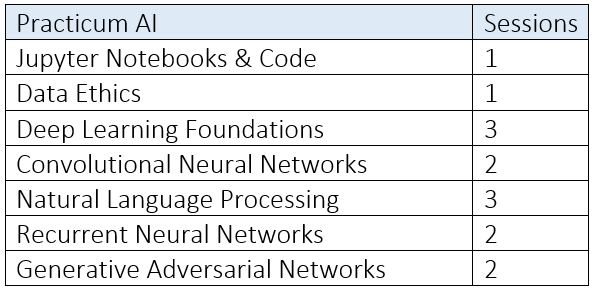 Practicum AI Sessions
Jupyter Notebooks & Code 1
Data Ethics 1
Deep Learning Foundations 3
Convolutional Neural Networks 2
Natural Language Processing 3
Recurrent Neural Networks 2
Generative Adversarial Networks 2